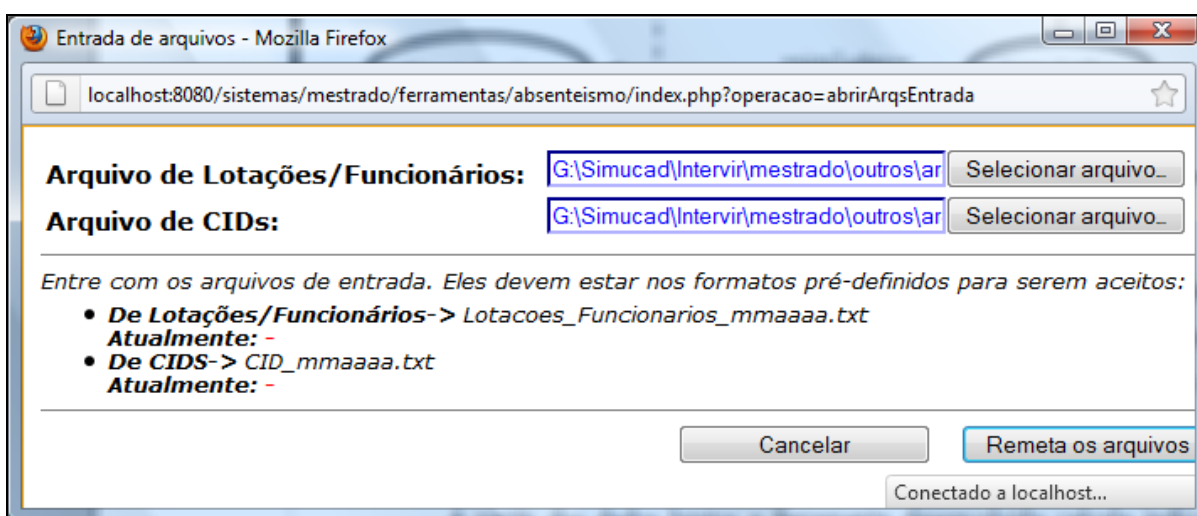 Entrada de arquivos - Mozilla Firefox
localhost:8080/sistemas/mestrado/ferramentas/absenteismo/index.php?operacao=abrirArqsEntrada
Arquivo de Lotações/Funcionários: G:\Simucad\Intervir\mestrado\outros\ar Selecionar arquivo...
Arquivo de CIDs: G:\Simucad\Intervir\mestrado\outros\ar Selecionar arquivo...
Entre com os arquivos de entrada. Eles devem estar nos formatos pré-definidos para serem aceitos:
• De Lotações/Funcionários-> Lotacoes_Funcionarios_mmaaaa.txt
Atualmente: -
• De CIDS-> CID_mmaaaa.txt
Atualmente: -
Cancelar Remeta os arquivos
Conectado a localhost...